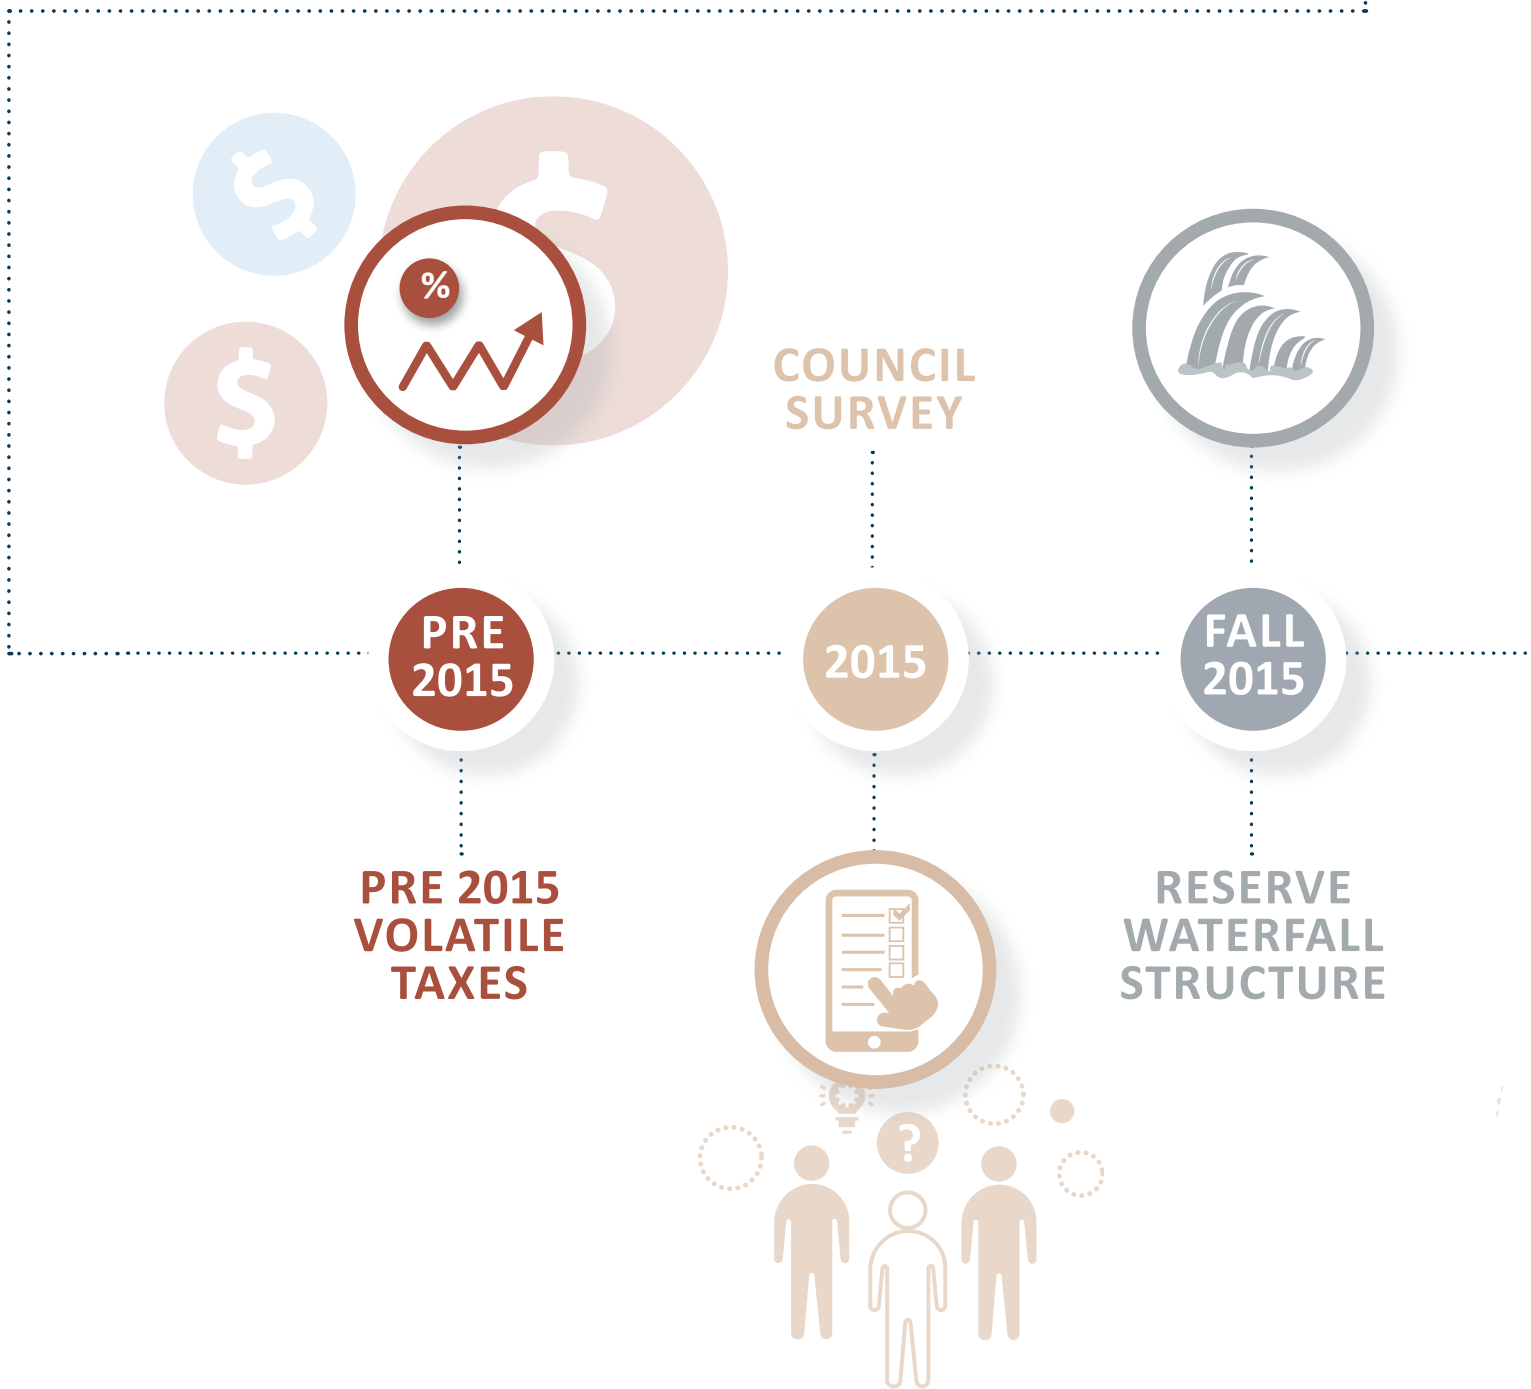 $
$
$
%
COUNCIL
SURVEY
PRE
2015
2015
FALL
2015
PRE 2015
VOLATILE
TAXES
RESERVE
WATERFALL
STRUCTURE
?